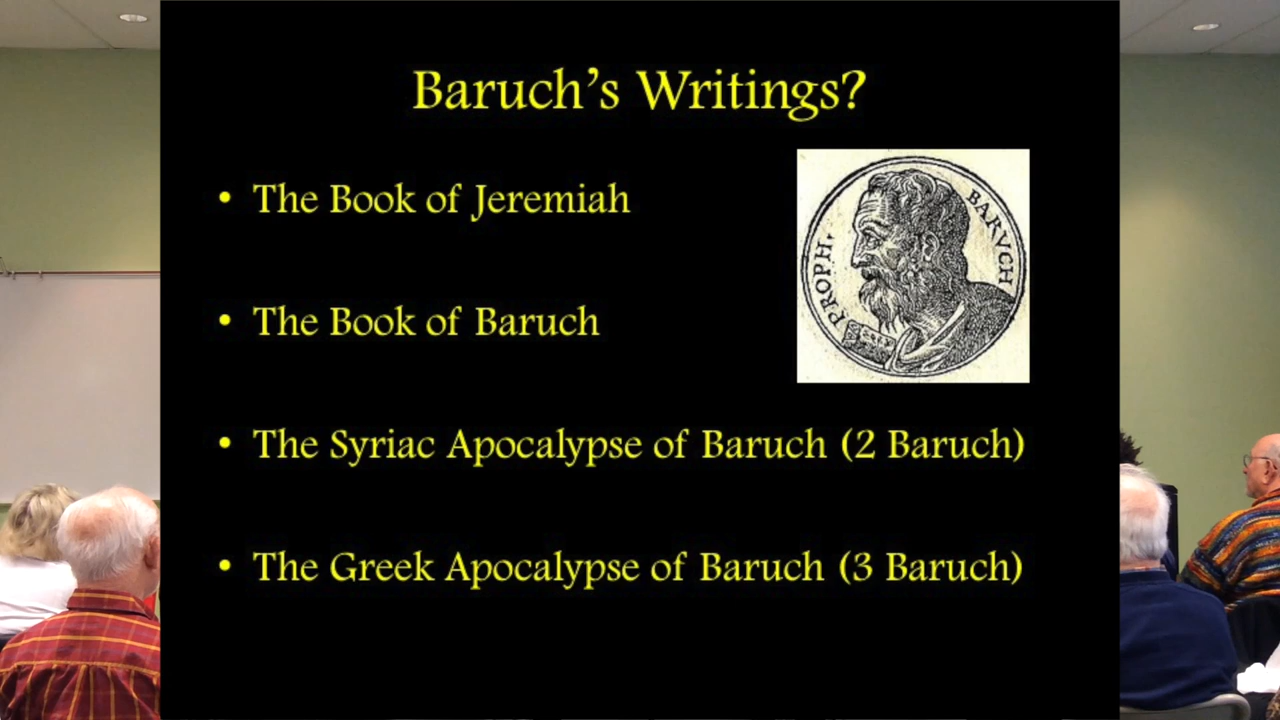 Baruch's Writings?
• The Book of Jeremiah
PROPH. BARVCH
• The Book of Baruch
• The Syriac Apocalypse of Baruch (2 Baruch)
• The Greek Apocalypse of Baruch (3 Baruch)